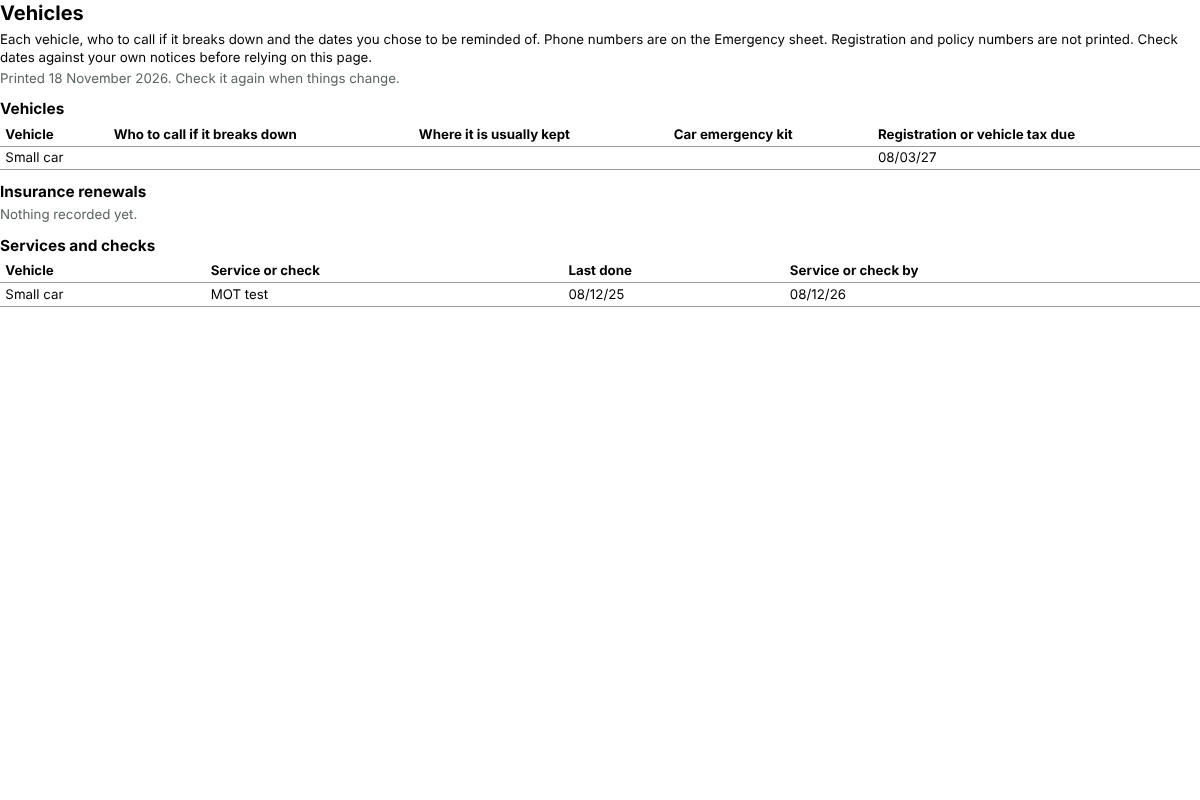 Vehicles
Each vehicle, who to call if it breaks down and the dates you chose to be reminded of. Phone numbers are on the Emergency sheet. Registration and policy numbers are not printed. Check
dates against your own notices before relying on this page.
Printed 18 November 2026. Check it again when things change.
Vehicles
Vehicle Who to call if it breaks down Where it is usually kept Car emergency kit Registration or vehicle tax due
Small car 08/03/27
Insurance renewals
Nothing recorded yet.
Services and checks
Vehicle Service or check Last done Service or check by
Small car MOT test 08/12/25 08/12/26